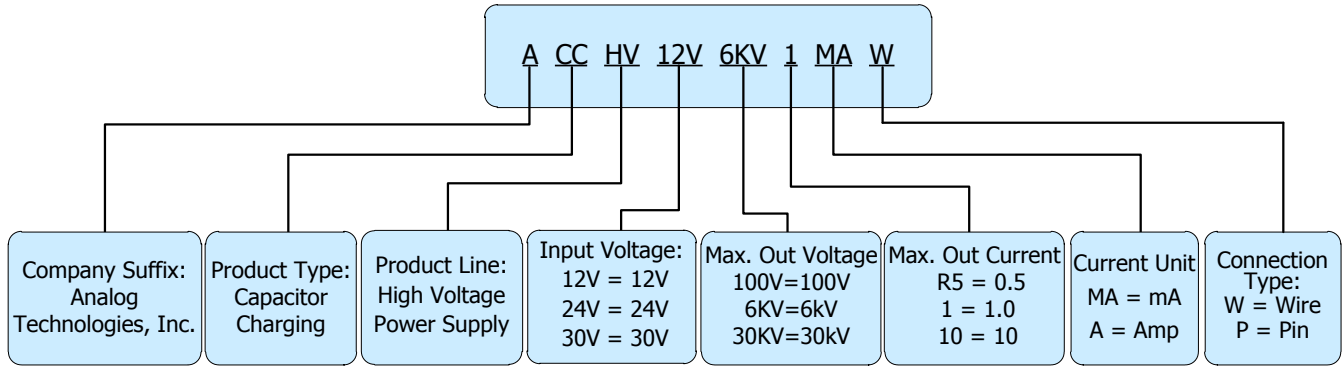 A CC HV 12V 6KV 1 MA W
Company Suffix:
Analog
Technologies, Inc.
Product Type:
Capacitor
Charging
Product Line:
High Voltage
Power Supply
Input Voltage:
12V = 12V
24V = 24V
30V = 30V
Max. Out Voltage
100V=100V
6KV=6kV
30KV=30kV
Max. Out Current
R5 = 0.5
1 = 1.0
10 = 10
Current Unit
MA = mA
A = Amp
Connection
Type:
W = Wire
P = Pin